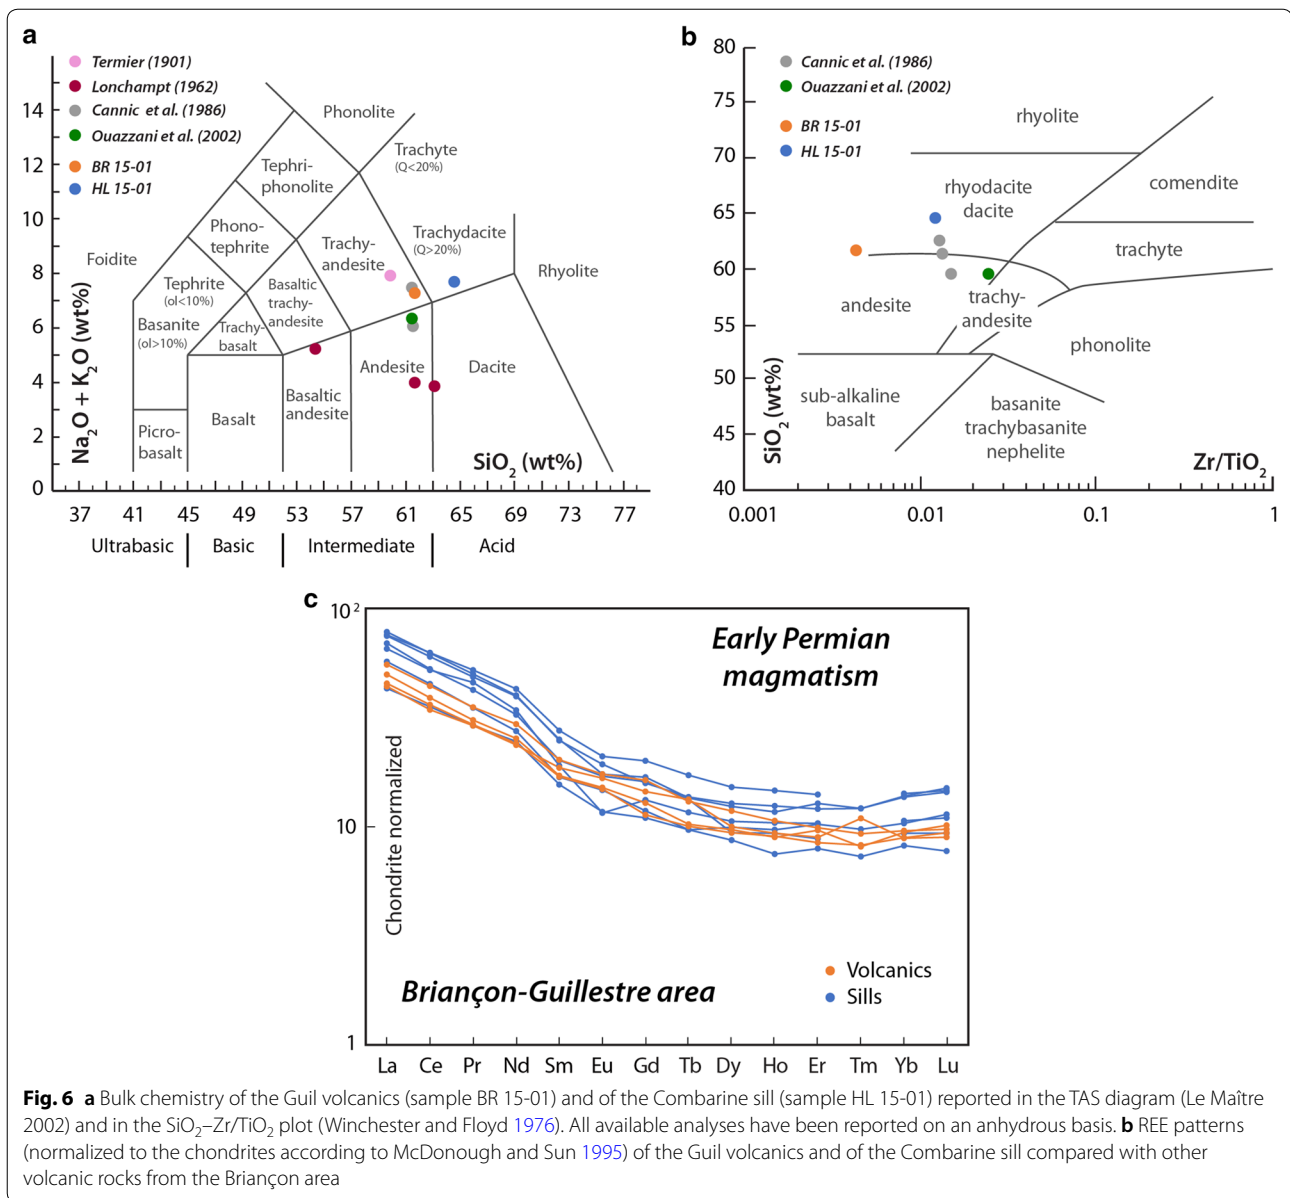 a
Termier (1901)
Lonchampt (1962)
Cannic et al. (1986)
Ouazzani et al. (2002)
BR 15-01
HL 15-01
Na2O + K2O (wt%)
14
12
10
8
6
4
2
0
Phonolite
Trachyte
(Q<20%)
Tephri-
phonolite
Phono-
tephrite
Trachydacite
(Q>20%)
Foidite
Trachy-
andesite
Rhyolite
Tephrite
(ol<10%)
Basanite
(ol>10%)
Basaltic
trachy-
andesite
Trachy-
basalt
Andesite
Dacite
Basaltic
andesite
Basalt
Picro-
basalt
SiO2 (wt%)
37 41 45 49 53 57 61 65 69 73 77
Ultrabasic Basic Intermediate Acid
b
Cannic et al. (1986)
Ouazzani et al. (2002)
BR 15-01
HL 15-01
SiO2 (wt%)
80
75
70
65
60
55
50
45
40
rhyolite
rhyodacite
dacite
comendite
trachyte
andesite
trachy-
andesite
phonolite
sub-alkaline
basalt
basanite
trachybasanite
nephelite
Zr/TiO2
0.001 0.01 0.1 1
c
10²
10
1
Chondrite normalized
Early Permian
magmatism
Briançon-Guillestre area
Volcanics
Sills
La Ce Pr Nd Sm Eu Gd Tb Dy Ho Er Tm Yb Lu
Fig. 6 a Bulk chemistry of the Guil volcanics (sample BR 15-01) and of the Combarine sill (sample HL 15-01) reported in the TAS diagram (Le Maître
2002) and in the SiO2–Zr/TiO2 plot (Winchester and Floyd 1976). All available analyses have been reported on an anhydrous basis. b REE patterns
(normalized to the chondrites according to McDonough and Sun 1995) of the Guil volcanics and of the Combarine sill compared with other
volcanic rocks from the Briançon area